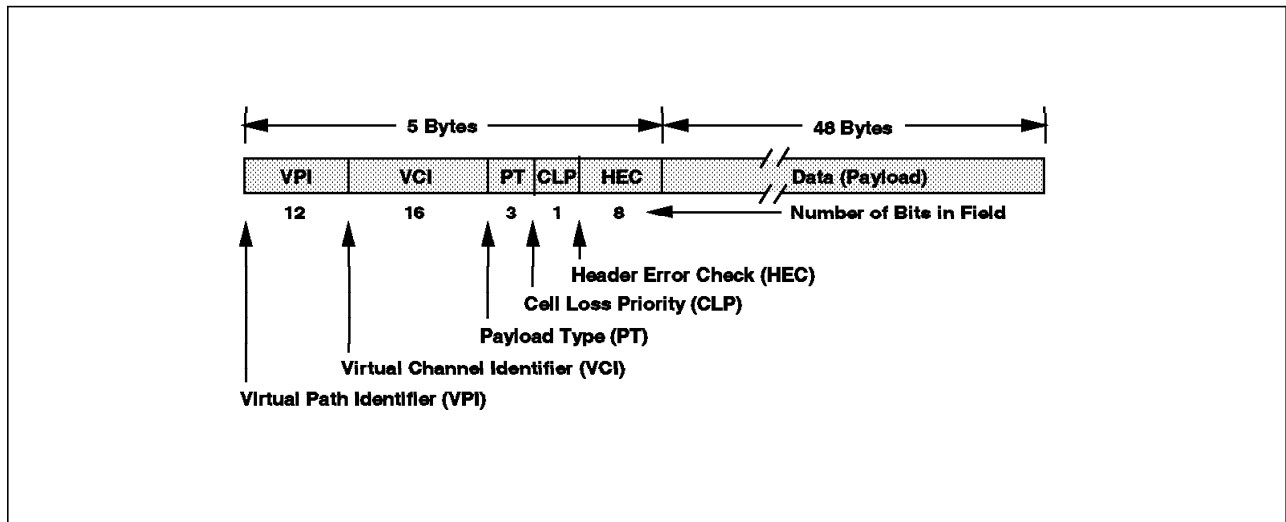 5 Bytes 48 Bytes
VPI VCI PT CLP HEC Data (Payload)
12 16 3 1 8 Number of Bits in Field
Header Error Check (HEC)
Cell Loss Priority (CLP)
Payload Type (PT)
Virtual Channel Identifier (VCI)
Virtual Path Identifier (VPI)